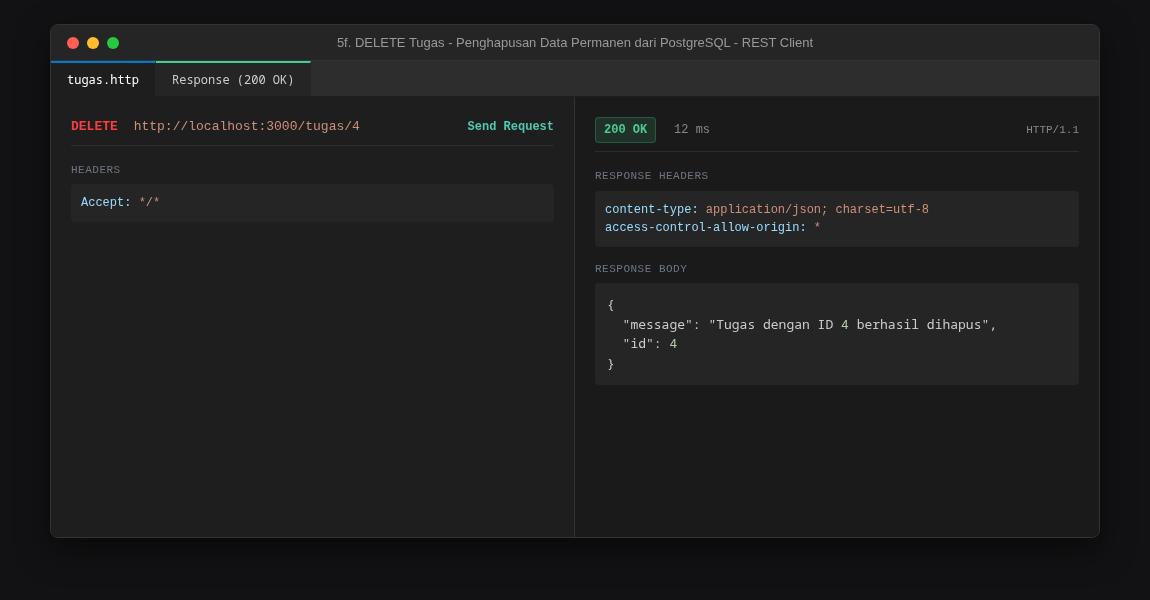 5f. DELETE Tugas - Penghapusan Data Permanen dari PostgreSQL - REST Client
tugas.http
Response (200 OK)
DELETE http://localhost:3000/tugas/4 Send Request
HEADERS
Accept: */*
200 OK 12 ms HTTP/1.1
RESPONSE HEADERS
content-type: application/json; charset=utf-8
access-control-allow-origin: *
RESPONSE BODY
{
"message": "Tugas dengan ID 4 berhasil dihapus",
"id": 4
}